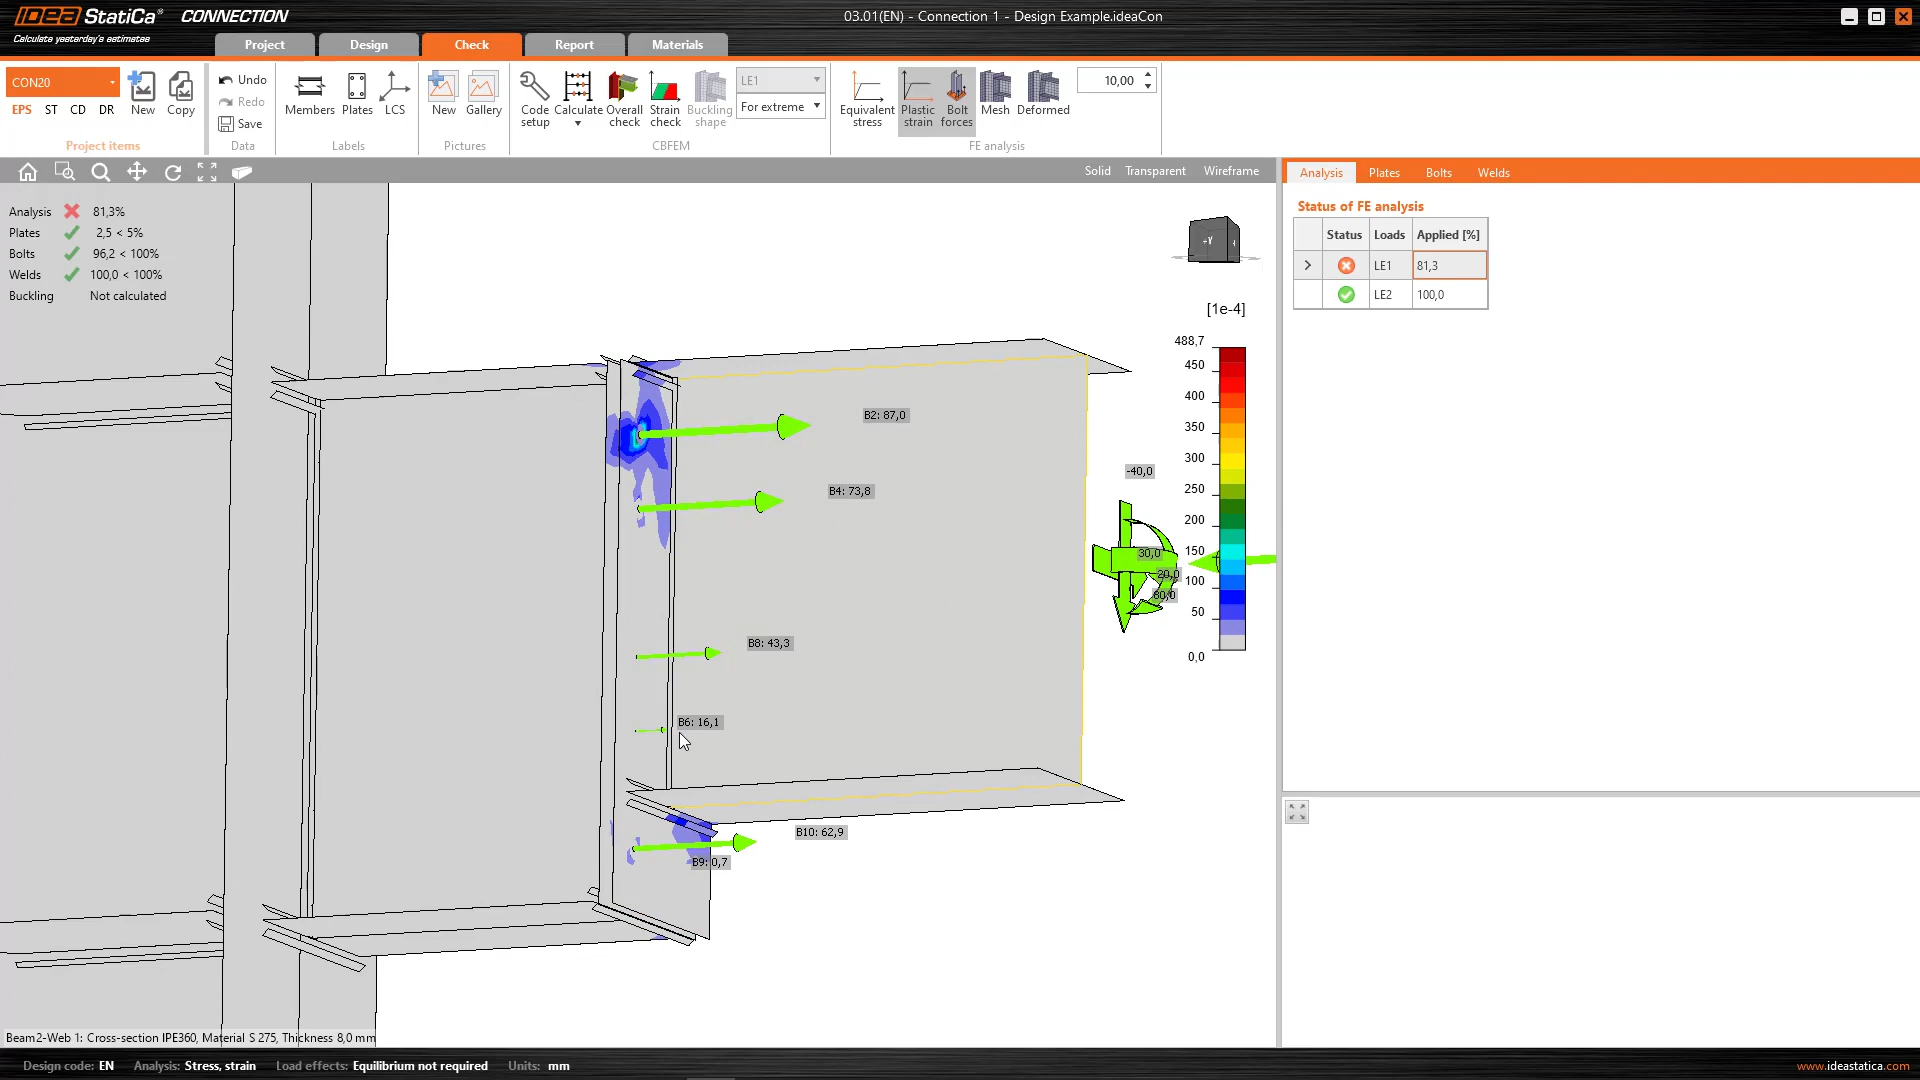 IDEA StatiCa® CONNECTION
Calculate yesterday's estimates
03.01(EN) - Connection 1 - Design Example.ideaCon
Project Design Check Report Materials
CON20
EPS ST CD DR
New Copy
Undo
Redo
Save
Members Plates LCS
New Gallery
Code setup
Calculate
Overall check
Strain check
Buckling shape
LE1
For extreme
Equivalent stress
Plastic strain
Bolt forces
Mesh Deformed
10,00
Project items Data Labels Pictures CBFEM FE analysis
Solid Transparent Wireframe
Analysis 81,3%
Plates 2,5 < 5%
Bolts 96,2 < 100%
Welds 100,0 < 100%
Buckling Not calculated
+Y
[1e-4]
488,7
450
400
350
300
250
200
150
100
50
0,0
B2: 87,0
B4: 73,8
B8: 43,3
B6: 16,1
B10: 62,9
B9: 0,7
-40,0
30,0
20,0
Analysis Plates Bolts Welds
Status of FE analysis
Status Loads Applied [%]
LE1 81,3
LE2 100,0
Beam2-Web 1: Cross-section IPE360, Material S 275, Thickness 8,0 mm
Design code: EN Analysis: Stress, strain Load effects: Equilibrium not required Units: mm
www.ideastatica.com